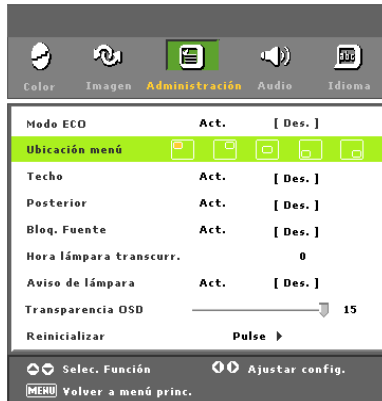 Color Imagen Administración Audio Idioma
Modo ECO Act. [ Des. ]
Ubicación menú
Techo Act. [ Des. ]
Posterior Act. [ Des. ]
Bloq. Fuente Act. [ Des. ]
Hora lámpara transcurr. 0
Aviso de lámpara Act. [ Des. ]
Transparencia OSD 15
Reinicializar Pulse
Selec. Función Ajustar config.
MENU Volver a menú princ.